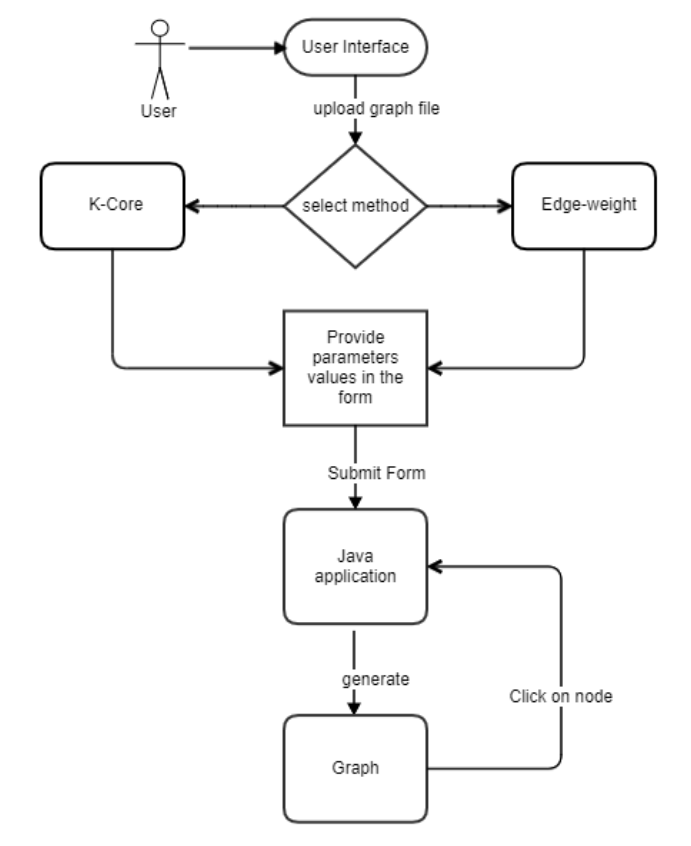 User Interface
User
upload graph file
K-Core
select method
Edge-weight
Provide
parameters
values in the
form
Submit Form
Java
application
generate
Click on node
Graph